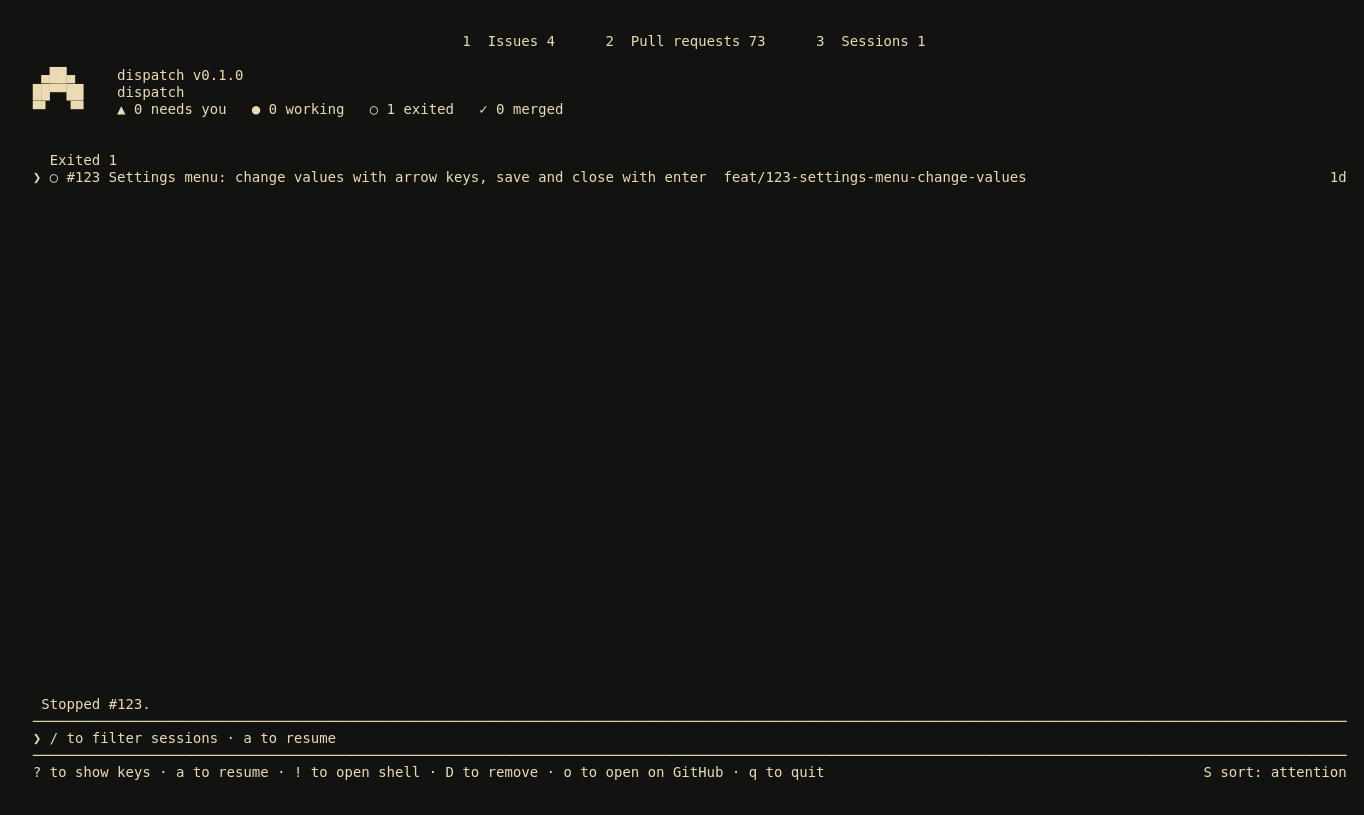 1  Issues 4      2  Pull requests 73      3  Sessions 1
dispatch v0.1.0
dispatch
▲ 0 needs you   ● 0 working   ○ 1 exited   ✓ 0 merged
Exited 1
❯ ○ #123 Settings menu: change values with arrow keys, save and close with enter  feat/123-settings-menu-change-values  1d
Stopped #123.
❯ / to filter sessions · a to resume
? to show keys · a to resume · ! to open shell · D to remove · o to open on GitHub · q to quit  S sort: attention